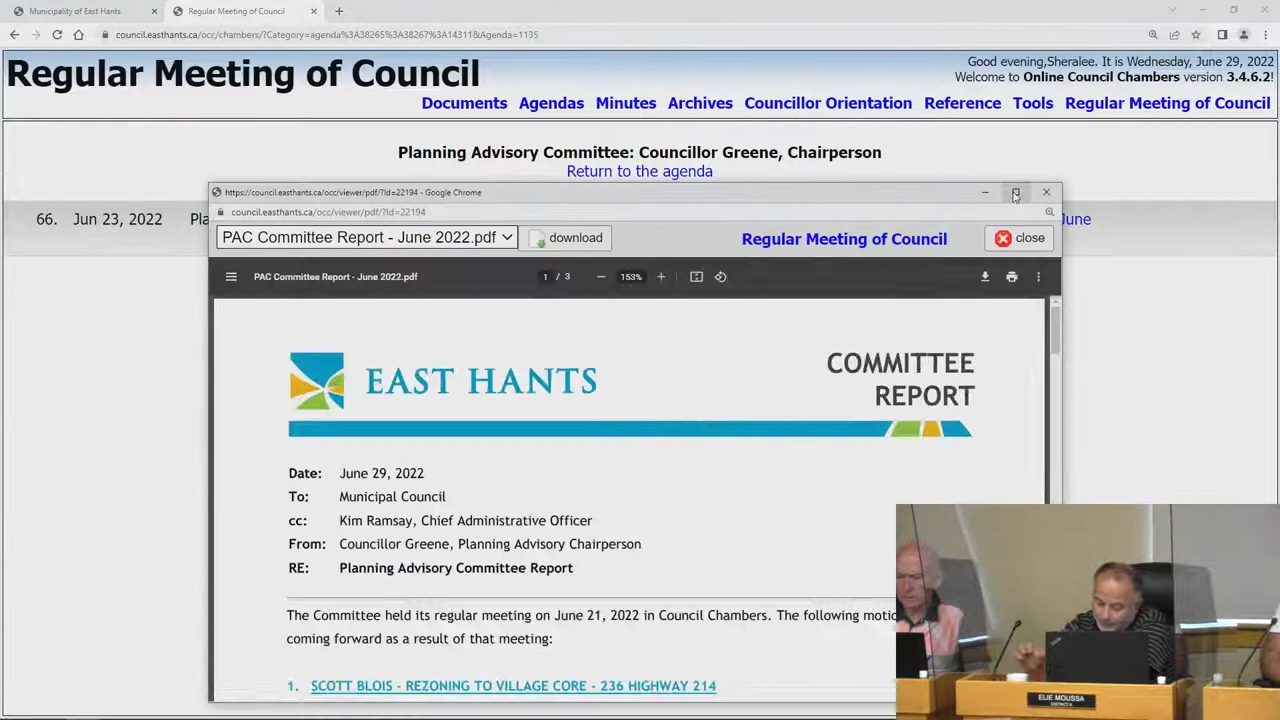 Municipality of East Hants
Regular Meeting of Council
council.easthants.ca/occ/chambers/?Category=agenda%3A38265%3A38267%3A14311&Agenda=1135
Regular Meeting of Council
Good evening,Sheralee. It is Wednesday, June 29, 2022
Welcome to Online Council Chambers version 3.4.6.2!
Documents Agendas Minutes Archives Councillor Orientation Reference Tools Regular Meeting of Council
Planning Advisory Committee: Councillor Greene, Chairperson
Return to the agenda
https://council.easthants.ca/occ/viewer/pdf/?Id=22194 - Google Chrome
council.easthants.ca/occ/viewer/pdf/?Id=22194
66. Jun 23, 2022 Pla June
PAC Committee Report - June 2022.pdf download Regular Meeting of Council close
PAC Committee Report - June 2022.pdf 1 / 3 153%
EAST HANTS
COMMITTEE
REPORT
Date: June 29, 2022
To: Municipal Council
cc: Kim Ramsay, Chief Administrative Officer
From: Councillor Greene, Planning Advisory Chairperson
RE: Planning Advisory Committee Report
The Committee held its regular meeting on June 21, 2022 in Council Chambers. The following motio
coming forward as a result of that meeting:
1. SCOTT BLOIS - REZONING TO VILLAGE CORE - 236 HIGHWAY 214
ELIE MOUSSA